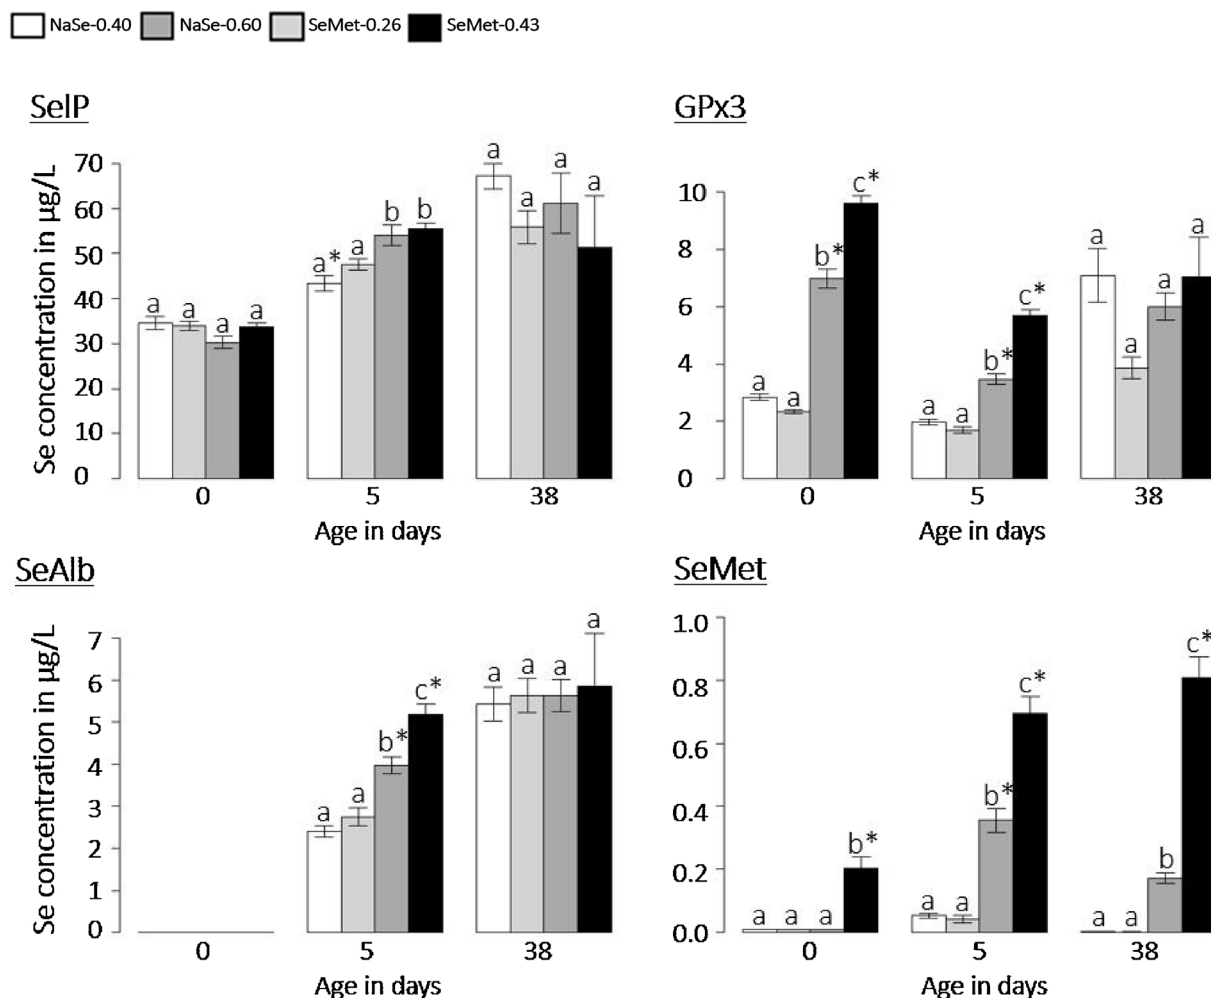 NaSe-0.40 NaSe-0.60 SeMet-0.26 SeMet-0.43
SelP
Se concentration in µg/L
70
60
50
40
30
20
10
0
a a a a
a* a b b
a a a a
0 5 38
Age in days
GPx3
10
8
6
4
2
0
a a b* c*
a a b* c*
a a a a
0 5 38
Age in days
SeAlb
Se concentration in µg/L
7
6
5
4
3
2
1
0
a a b* c*
a a a a
0 5 38
Age in days
SeMet
1.0
0.8
0.6
0.4
0.2
0.0
a a a b*
a a b* c*
a a b c*
0 5 38
Age in days